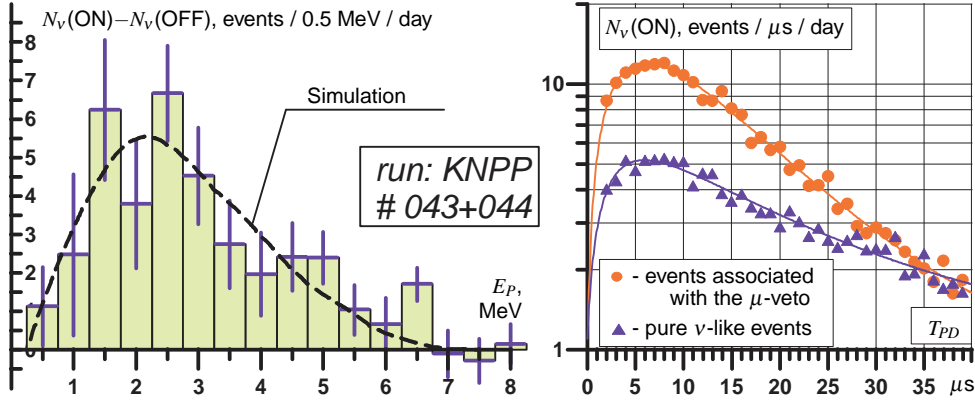 N_ν(ON)−N_ν(OFF), events / 0.5 MeV / day
8
7
6
5
4
3
2
1
0
Simulation
run: KNPP
# 043+044
E_P,
MeV
1 2 3 4 5 6 7 8
N_ν(ON), events / μs / day
10
1
- events associated
with the μ-veto
- pure ν-like events
T_PD
0 5 10 15 20 25 30 35 μs